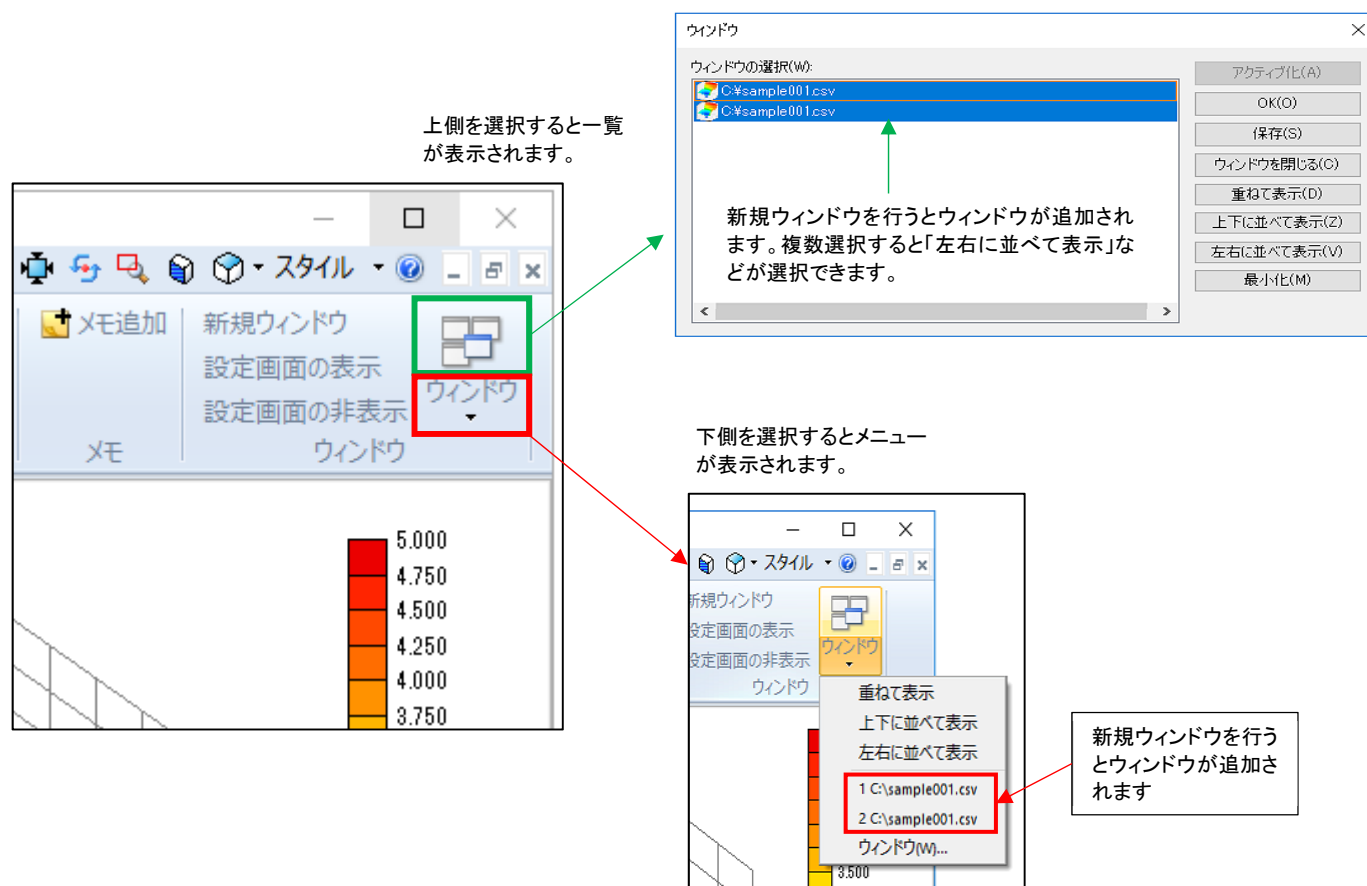 上側を選択すると一覧
が表示されます。
スタイル
メモ追加
新規ウィンドウ
設定画面の表示
設定画面の非表示
ウィンドウ
メモ
ウィンドウ
5.000
4.750
4.500
4.250
4.000
3.750
ウィンドウ
ウィンドウの選択(W):
C:¥sample001.csv
C:¥sample001.csv
新規ウィンドウを行うとウィンドウが追加され
ます。複数選択すると「左右に並べて表示」な
どが選択できます。
アクティブ化(A)
OK(O)
保存(S)
ウィンドウを閉じる(C)
重ねて表示(D)
上下に並べて表示(Z)
左右に並べて表示(V)
最小化(M)
下側を選択するとメニュー
が表示されます。
スタイル
新規ウィンドウ
設定画面の表示
設定画面の非表示
ウィンドウ
ウィンドウ
重ねて表示
上下に並べて表示
左右に並べて表示
1 C:\sample001.csv
2 C:\sample001.csv
ウィンドウ(W)...
3.500
新規ウィンドウを行う
とウィンドウが追加さ
れます